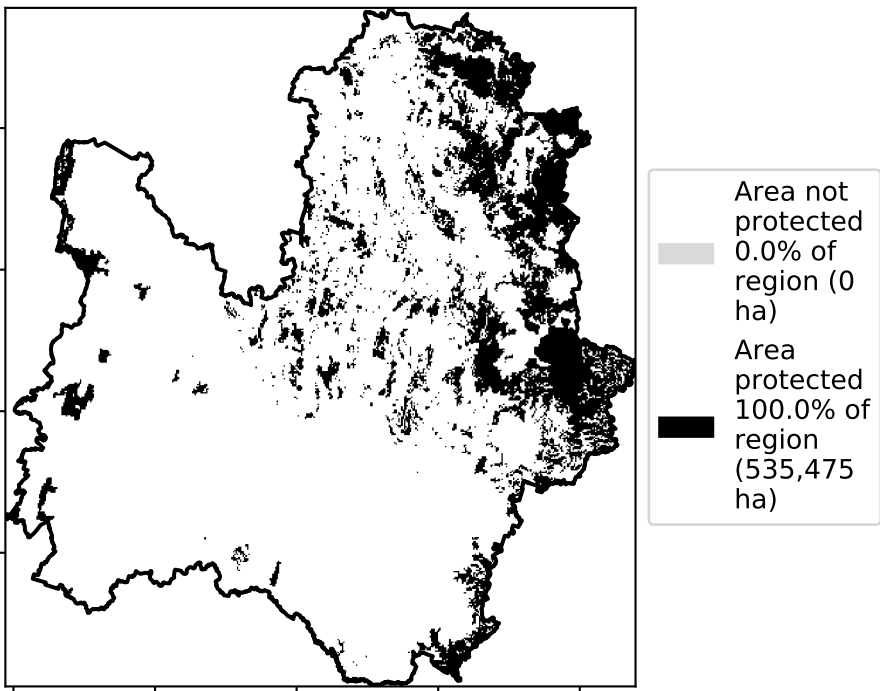 Area not
protected
0.0% of
region (0
ha)
Area
protected
100.0% of
region
(535,475
ha)